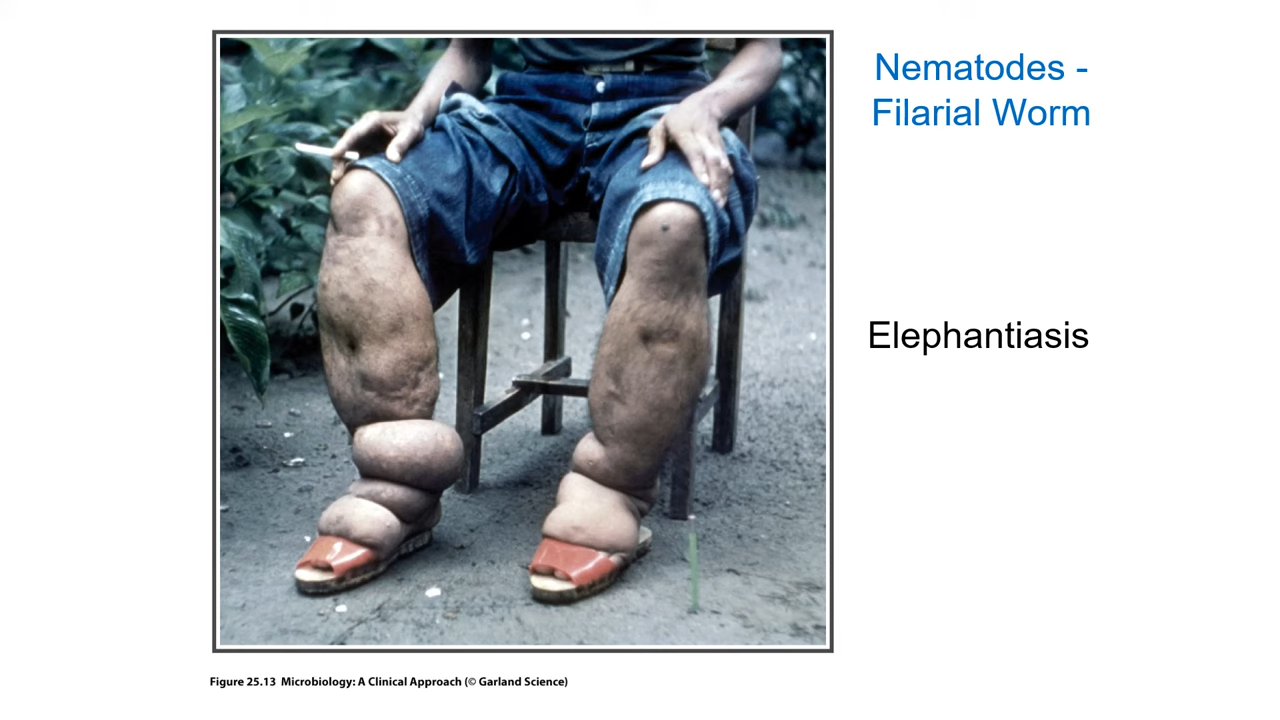 Nematodes -
Filarial Worm
Elephantiasis
Figure 25.13 Microbiology: A Clinical Approach (© Garland Science)